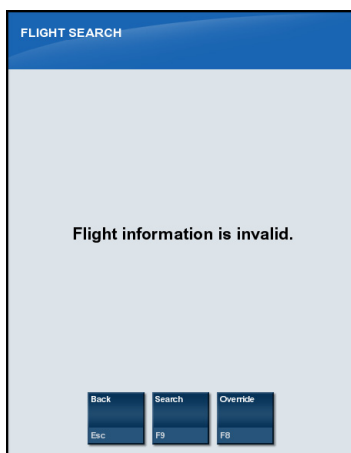 FLIGHT SEARCH
Flight information is invalid.
Back Search Override
Esc F9 F8